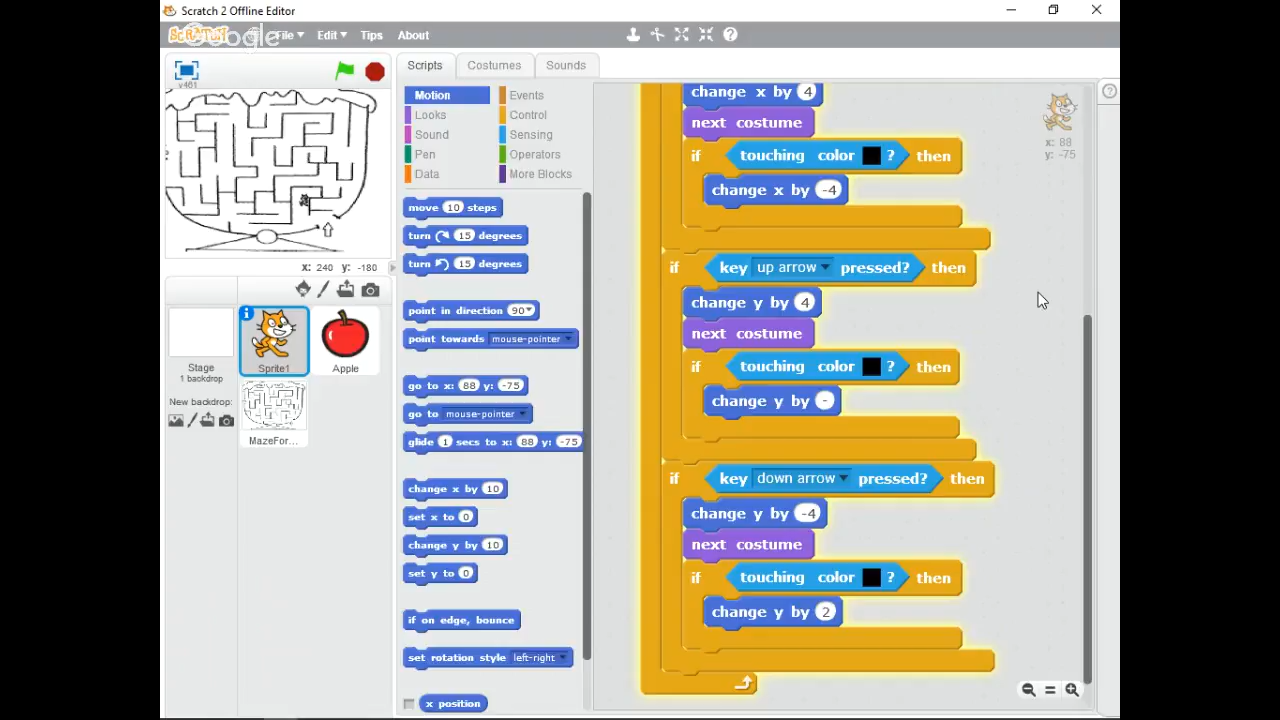 Scratch 2 Offline Editor
SCRATCH
Google
File Edit Tips About
v461
Scripts Costumes Sounds
Motion Events
Looks Control
Sound Sensing
Pen Operators
Data More Blocks
move 10 steps
turn 15 degrees
turn 15 degrees
point in direction 90
point towards mouse-pointer
go to x: 88 y: -75
go to mouse-pointer
glide 1 secs to x: 88 y: -75
change x by 10
set x to 0
change y by 10
set y to 0
if on edge, bounce
set rotation style left-right
x position
x: 240 y: -180
Sprite1
Apple
Stage
1 backdrop
New backdrop:
MazeFor...
change x by 4
next costume
if touching color ? then
change x by -4
if key up arrow pressed? then
change y by 4
next costume
if touching color ? then
change y by -
if key down arrow pressed? then
change y by -4
next costume
if touching color ? then
change y by 2
x: 88
y: -75